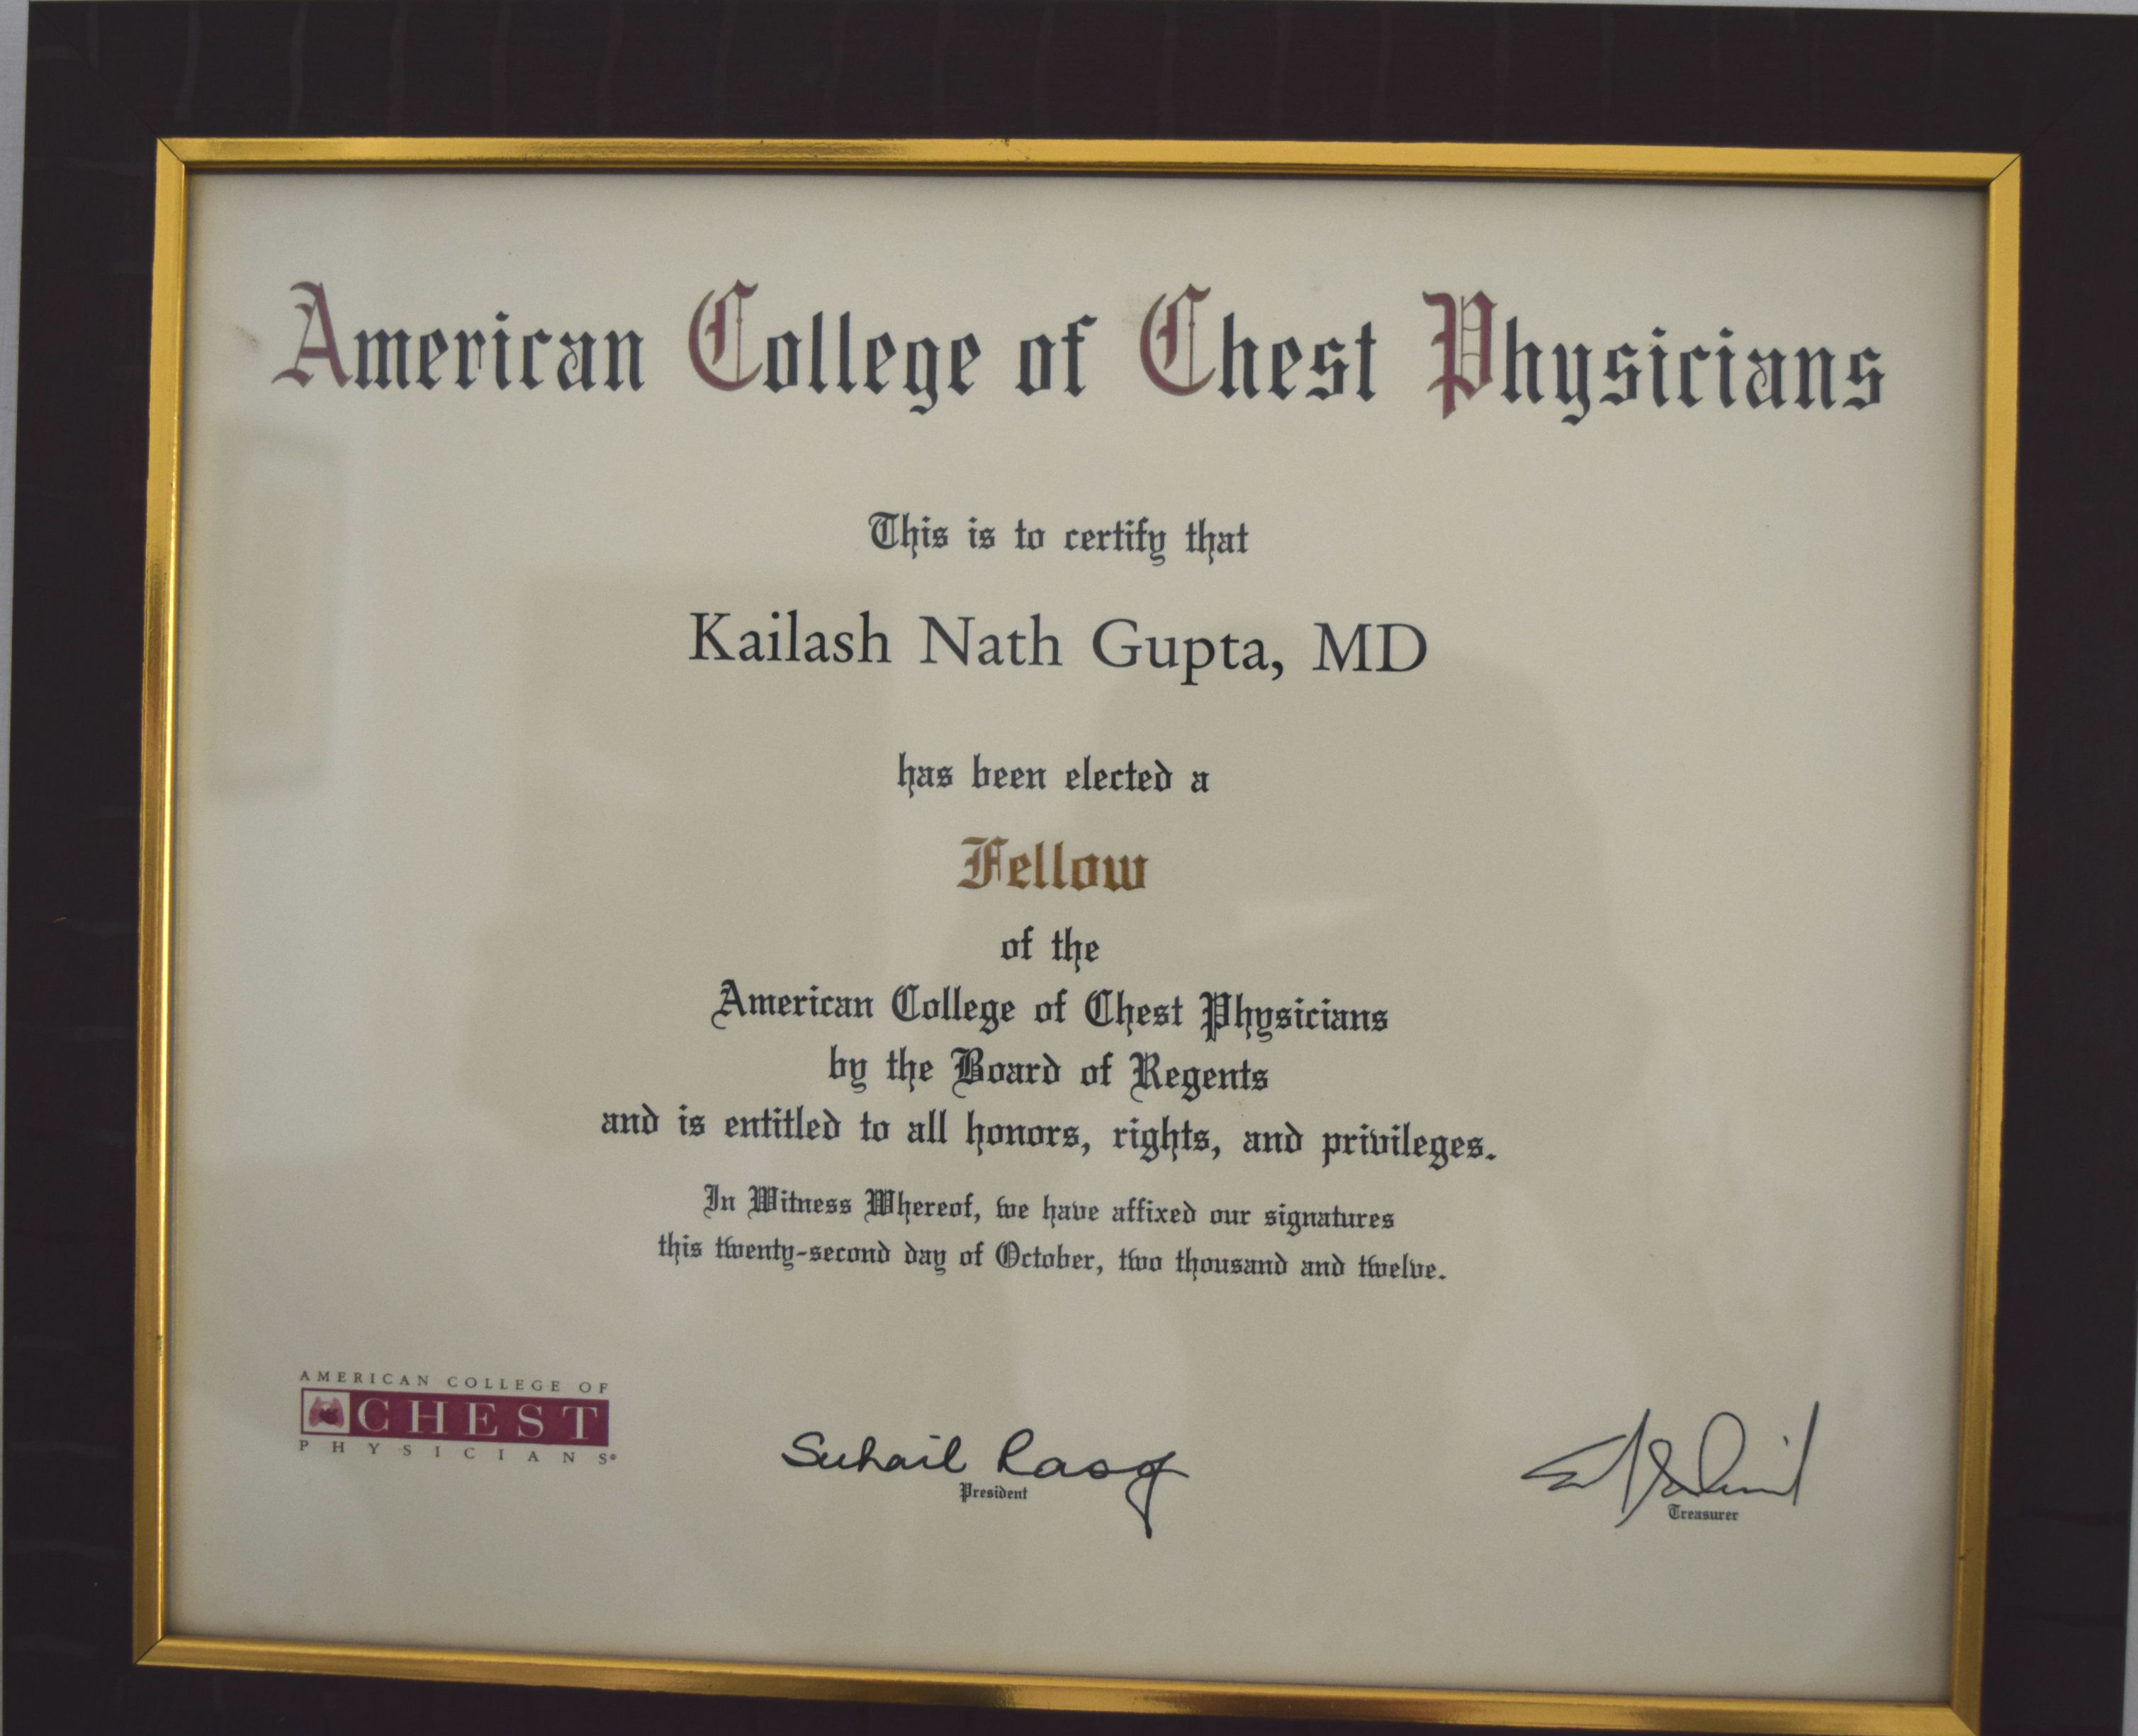 American College of Chest Physicians
This is to certify that
Kailash Nath Gupta, MD
has been elected a
Fellow
of the
American College of Chest Physicians
by the Board of Regents
and is entitled to all honors, rights, and privileges.
In Witness Whereof, we have affixed our signatures
this twenty-second day of October, two thousand and twelve.
AMERICAN COLLEGE OF
CHEST
PHYSICIANS®
Suhail Raoof
President
Treasurer